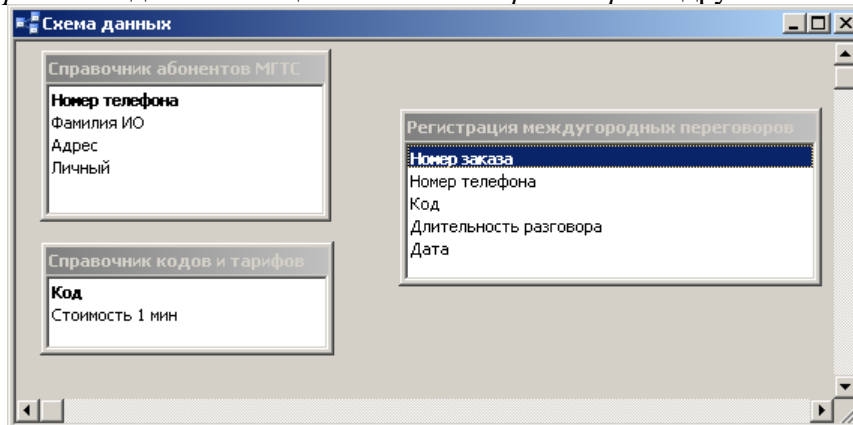 Схема данных
Справочник абонентов МГТС
Номер телефона
Фамилия ИО
Адрес
Личный
Регистрация междугородных переговоров
Номер заказа
Номер телефона
Код
Длительность разговора
Дата
Справочник кодов и тарифов
Код
Стоимость 1 мин